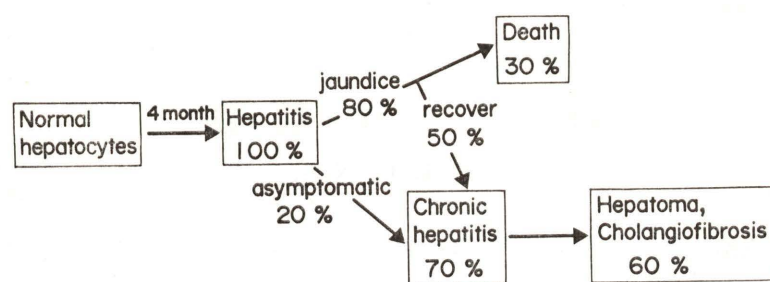 Normal
hepatocytes
4 month
Hepatitis
100 %
jaundice
80 %
Death
30 %
recover
50 %
asymptomatic
20 %
Chronic
hepatitis
70 %
Hepatoma,
Cholangiofibrosis
60 %